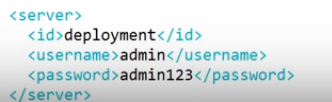 <server>
<id>deployment</id>
<username>admin</username>
<password>admin123</password>
</server>